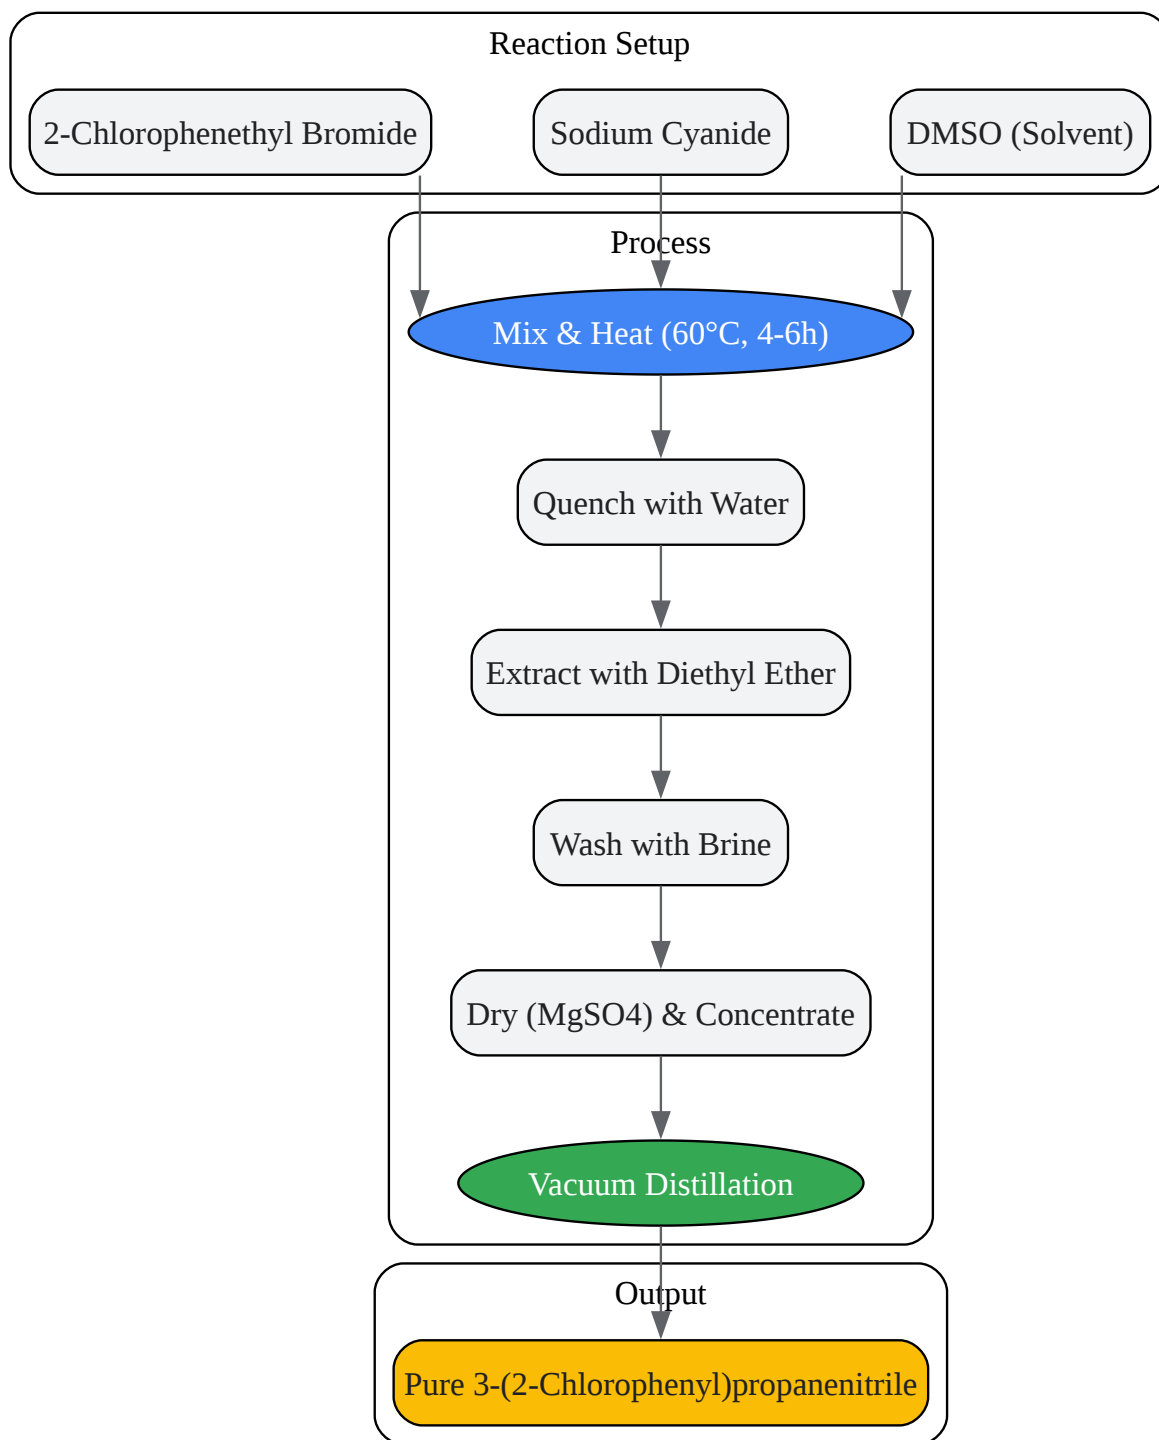 Reaction Setup
2-Chlorophenethyl Bromide
Sodium Cyanide
DMSO (Solvent)
Process
Mix & Heat (60°C, 4-6h)
Quench with Water
Extract with Diethyl Ether
Wash with Brine
Dry (MgSO4) & Concentrate
Vacuum Distillation
Output
Pure 3-(2-Chlorophenyl)propanenitrile